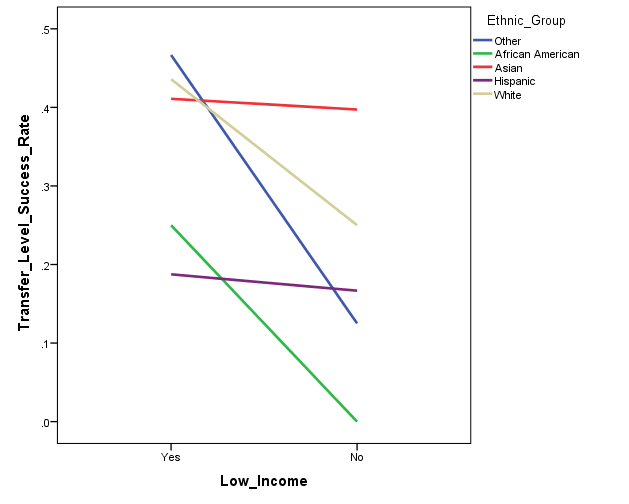 Ethnic_Group
Other
African American
Asian
Hispanic
White
Transfer_Level_Success_Rate
.5
.4
.3
.2
.1
.0
Yes
No
Low_Income